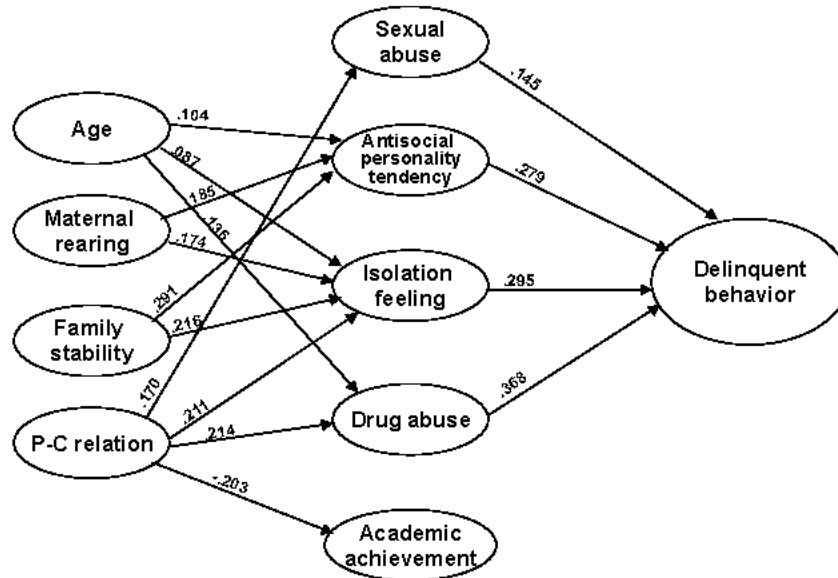 Sexual
abuse
.145
Age
.104
Antisocial
personality
tendency
.087
.279
.185
.136
Maternal
rearing
.174
Isolation
feeling
.295
Delinquent
behavior
.291
.216
Family
stability
.170
.211
.368
Drug abuse
P-C relation
.214
-.203
Academic
achievement